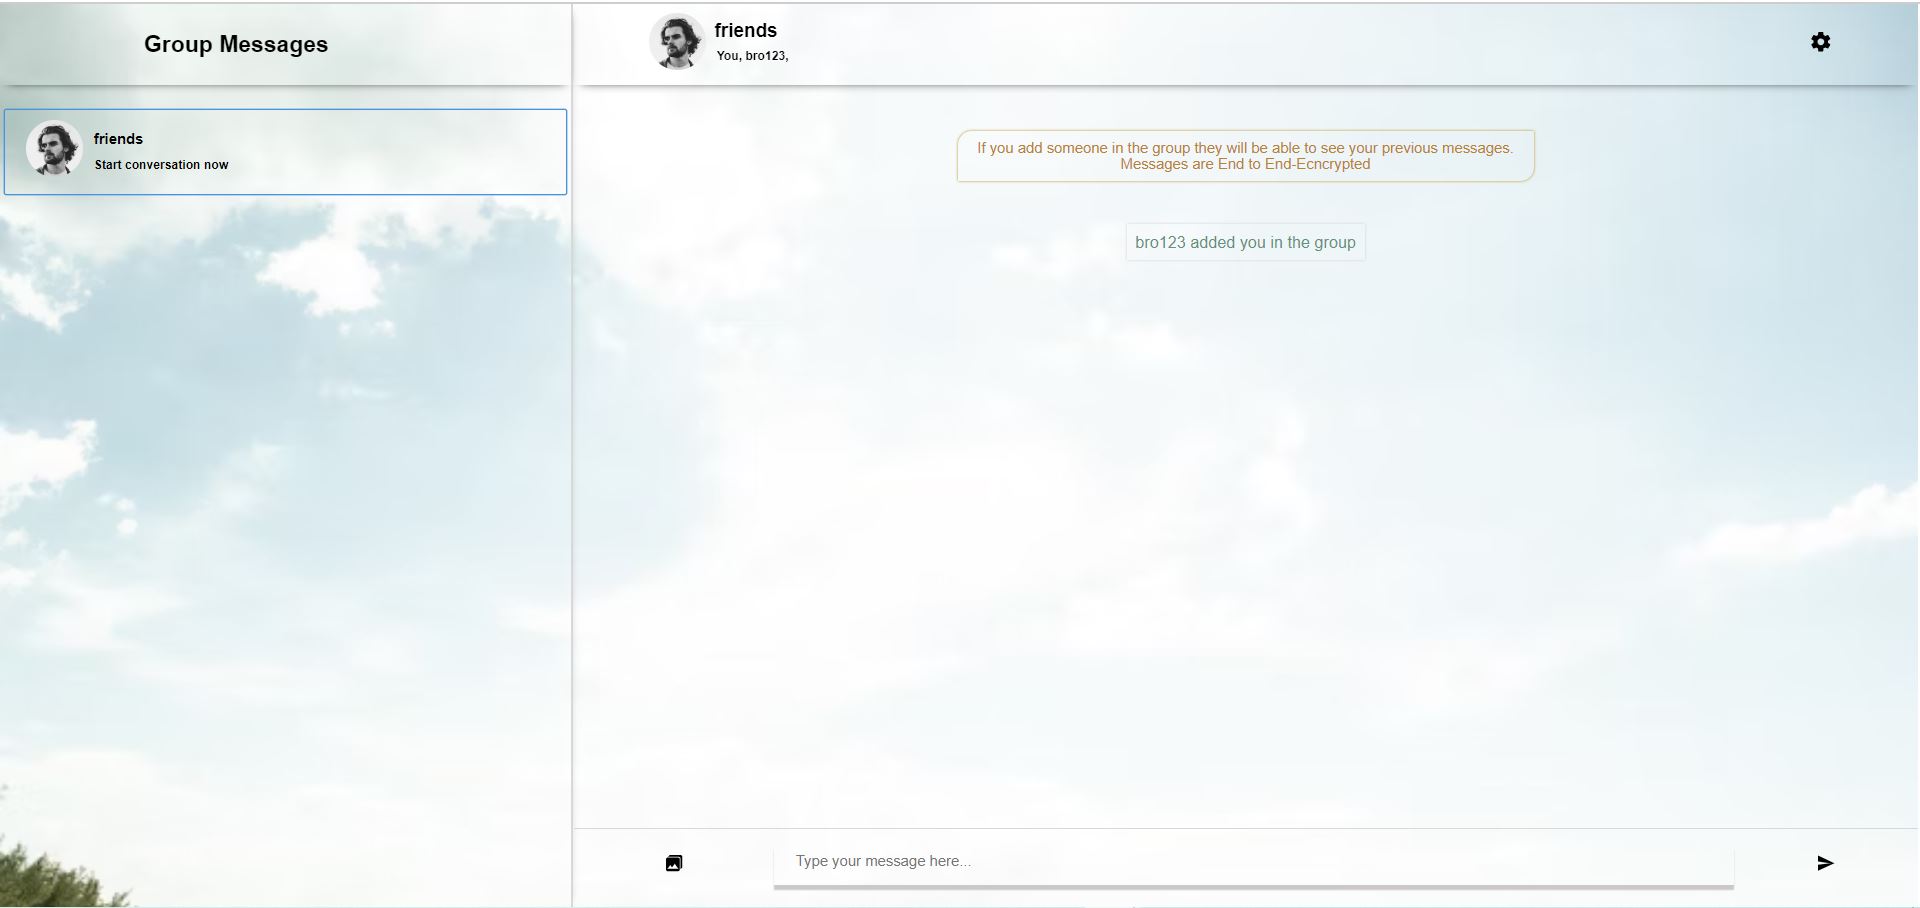 Group Messages
friends
Start conversation now
friends
You, bro123,
If you add someone in the group they will be able to see your previous messages.
Messages are End to End-Ecncrypted
bro123 added you in the group
Type your message here...